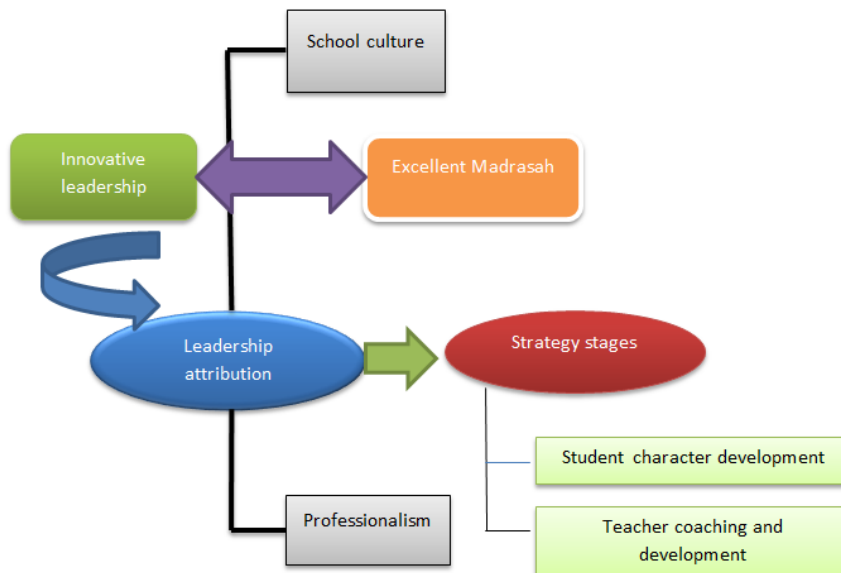 School culture
Innovative
leadership
Excellent Madrasah
Leadership
attribution
Strategy stages
Student character development
Professionalism
Teacher coaching and
development